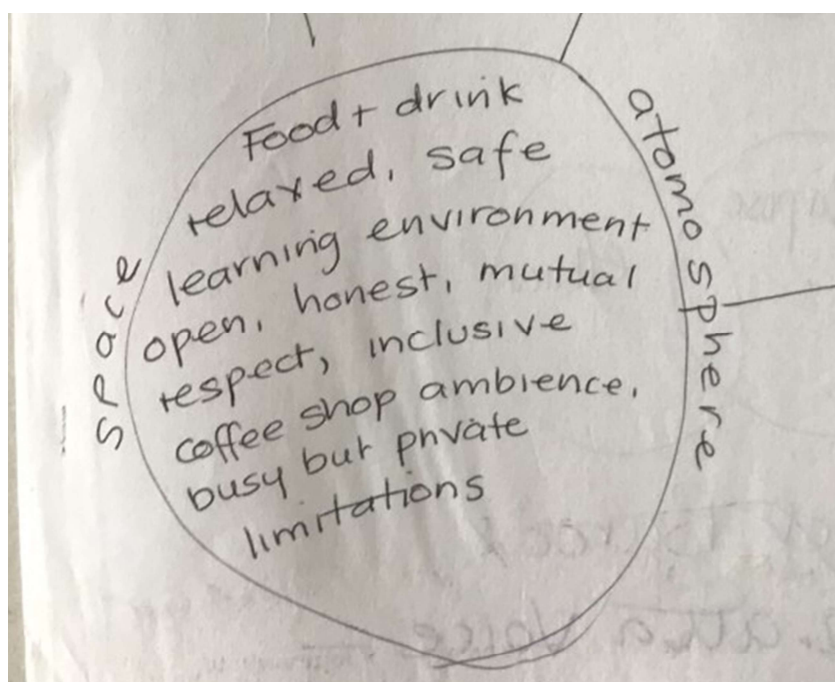 Food + drink
relaxed, safe
learning environment
open, honest, mutual
respect, inclusive
coffee shop ambience,
busy but private
limitations
space
atomosphere